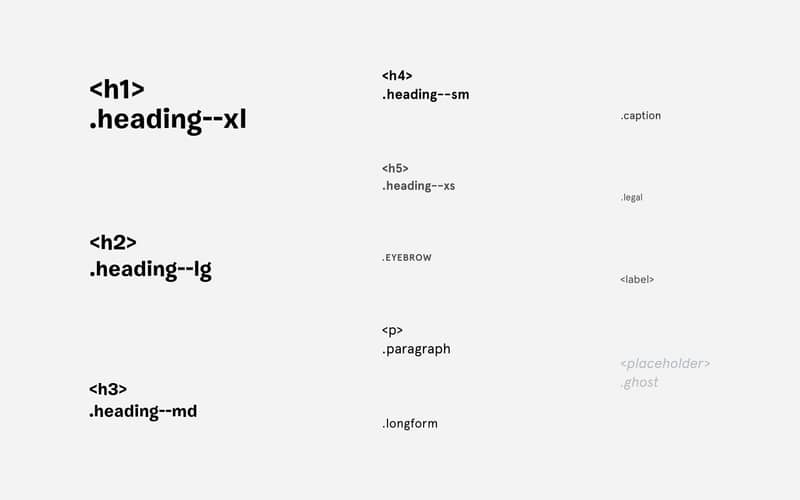 <h1>
.heading--xl
<h2>
.heading--lg
<h3>
.heading--md
<h4>
.heading--sm
<h5>
.heading--xs
.EYEBROW
<p>
.paragraph
.longform
.caption
.legal
<label>
<placeholder>
.ghost